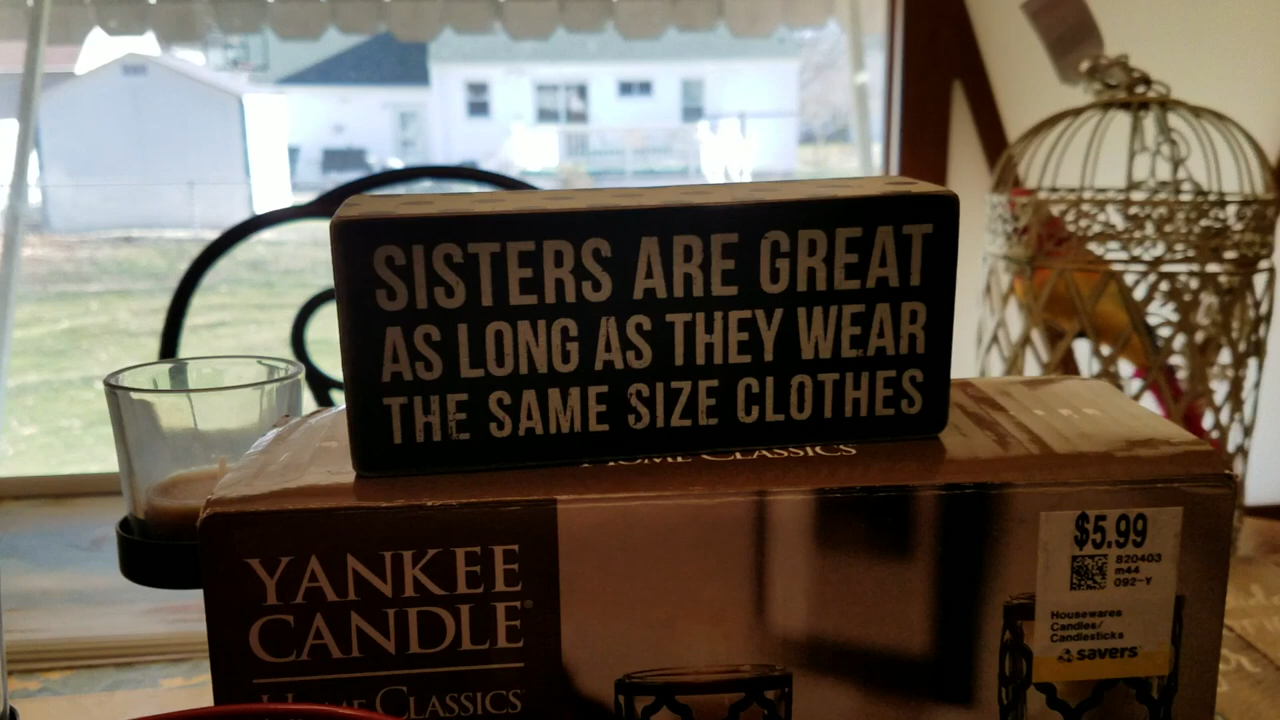 SISTERS ARE GREAT
AS LONG AS THEY WEAR
THE SAME SIZE CLOTHES
HOME CLASSICS
YANKEE
CANDLE®
HOME CLASSICS
$5.99
820403
m44
092-Y
Housewares
Candles/
Candlesticks
savers